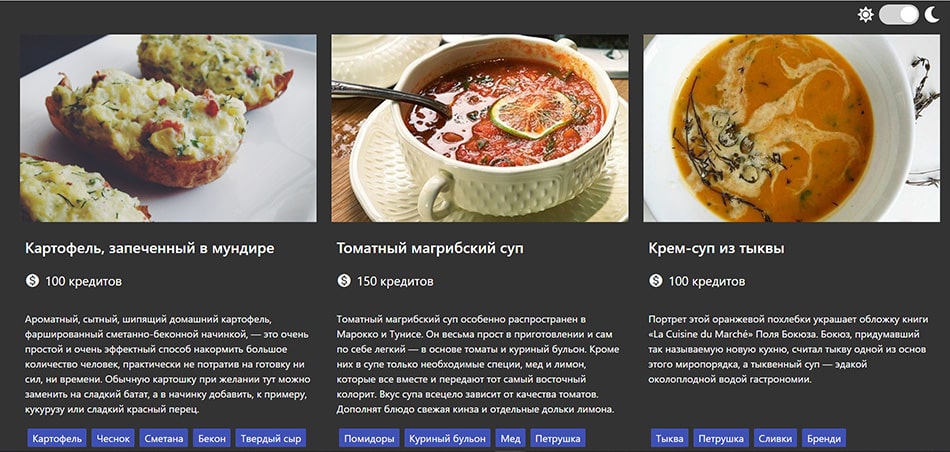 Картофель, запеченный в мундире
100 кредитов
Ароматный, сытный, шипящий домашний картофель,
фаршированный сметанно-беконной начинкой, — это очень
простой и очень эффектный способ накормить большое
количество человек, практически не потратив на готовку ни
сил, ни времени. Обычную картошку при желании тут можно
заменить на сладкий батат, а в начинку добавить, к примеру,
кукурузу или сладкий красный перец.
Картофель Чеснок Сметана Бекон Твердый сыр
Томатный магрибский суп
150 кредитов
Томатный магрибский суп особенно распространен в
Марокко и Тунисе. Он весьма прост в приготовлении и сам
по себе легкий — в основе томаты и куриный бульон. Кроме
них в супе только необходимые специи, мед и лимон,
которые все вместе и передают тот самый восточный
колорит. Вкус супа всецело зависит от качества томатов.
Дополнят блюдо свежая кинза и отдельные дольки лимона.
Помидоры Куриный бульон Мед Петрушка
Крем-суп из тыквы
100 кредитов
Портрет этой оранжевой похлебки украшает обложку книги
«La Cuisine du Marché» Поля Бокюза. Бокюз, придумавший
так называемую новую кухню, считал тыкву одной из основ
этого миропорядка, а тыквенный суп — эдакой
околоплодной водой гастрономии.
Тыква Петрушка Сливки Бренди